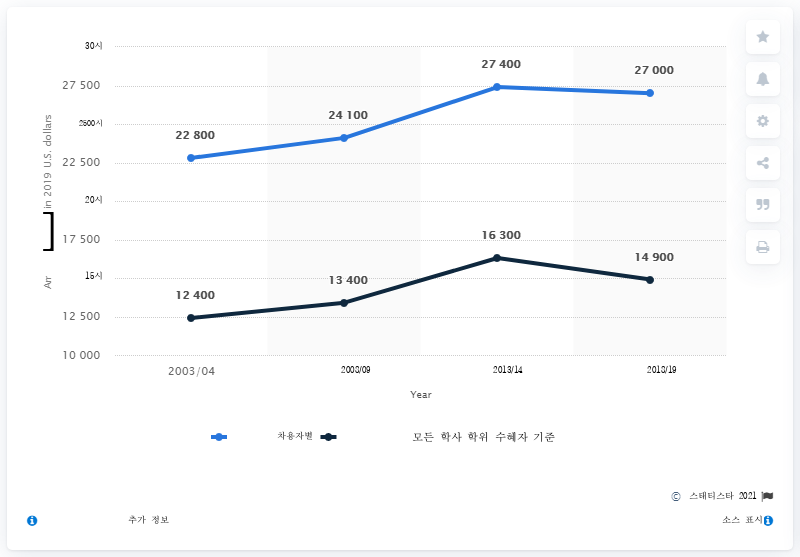 30시
27 500
2500시
22 500
20시
17 500
15시
12 500
10 000
in 2019 U.S. dollars
]
22 800
24 100
27 400
27 000
12 400
13 400
16 300
14 900
2003/04 2008/09 2013/14 2018/19
Year
차용자별 모든 학사 학위 수혜자 기준
© 스태티스타 2021
추가 정보 소스 표시